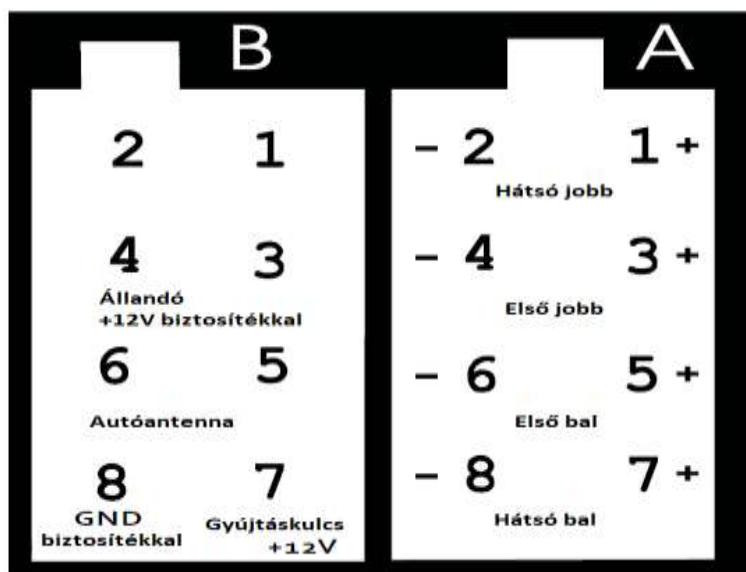 B
2 1
4 3
Állandó
+12V biztosítékkal
6 5
Autóantenna
8 7
GND
biztosítékkal
Gyújtáskulcs
+12V
A
- 2 1 +
Hátsó jobb
- 4 3 +
Első jobb
- 6 5 +
Első bal
- 8 7 +
Hátsó bal